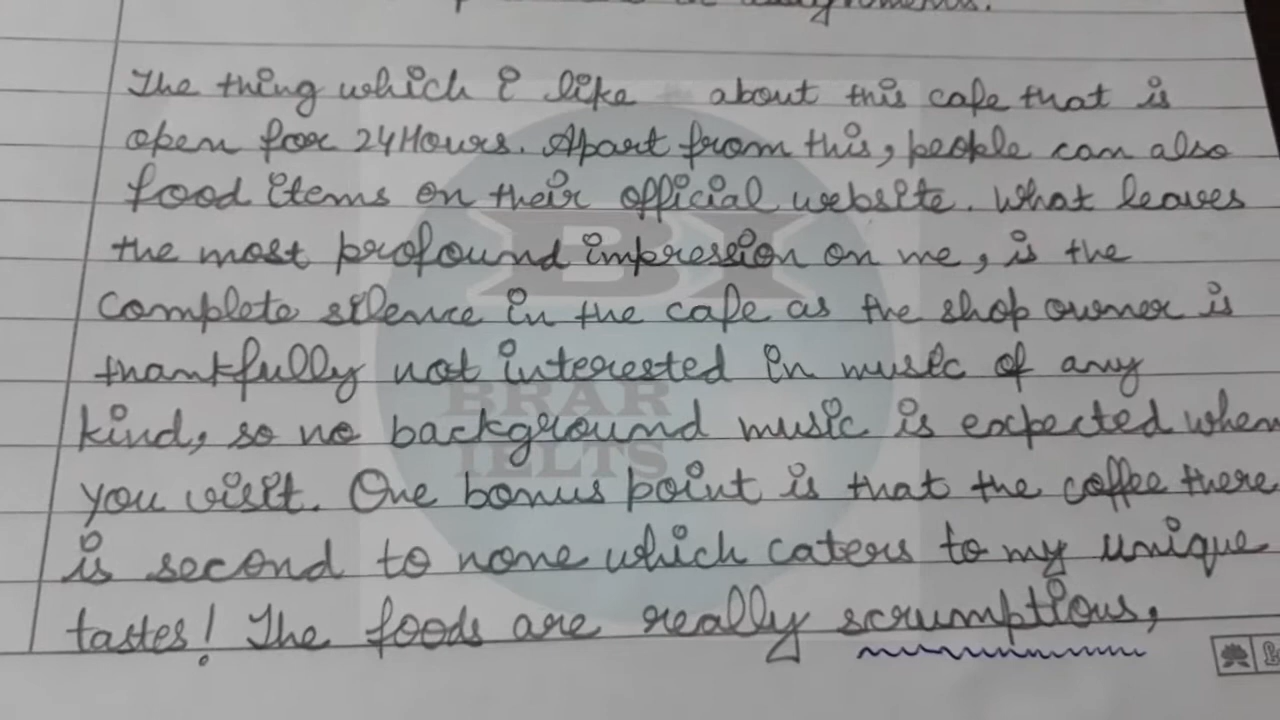 The thing which i like about this cafe that is
open for 24 Hours. Apart from this, people can also
food items on their official website. What leaves
the most profound impression on me, is the
complete silence in the cafe as the shop owner is
thankfully not interested in music of any
kind, so no background music is expected when
you visit. One bonus point is that the coffee there
is second to none which caters to my unique
tastes! The foods are really scrumptious,
BI
BRAR
IELTS